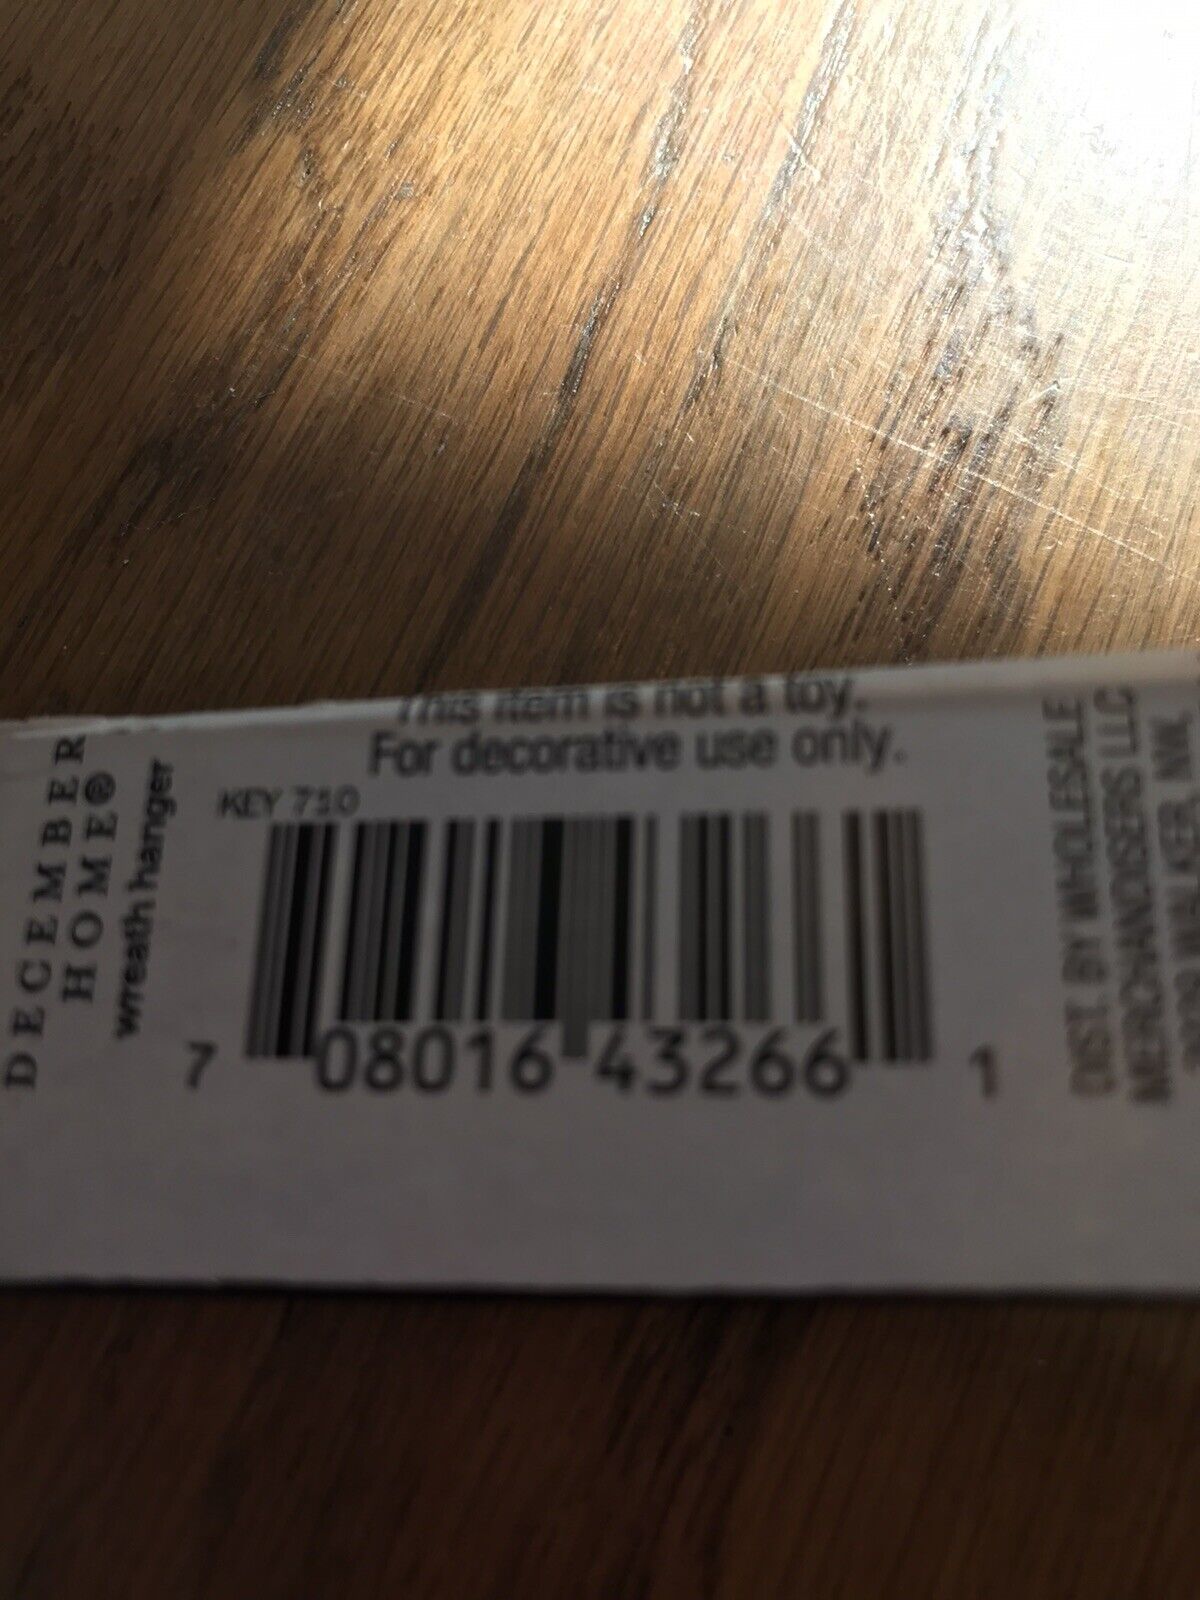 This item is not a toy.
For decorative use only.
KEY 710
7 08016 43266 1
DECEMBER
HOME®
wreath hanger
DIST. BY WHOLESALE
MERCHANDISERS LLC
WALKER,